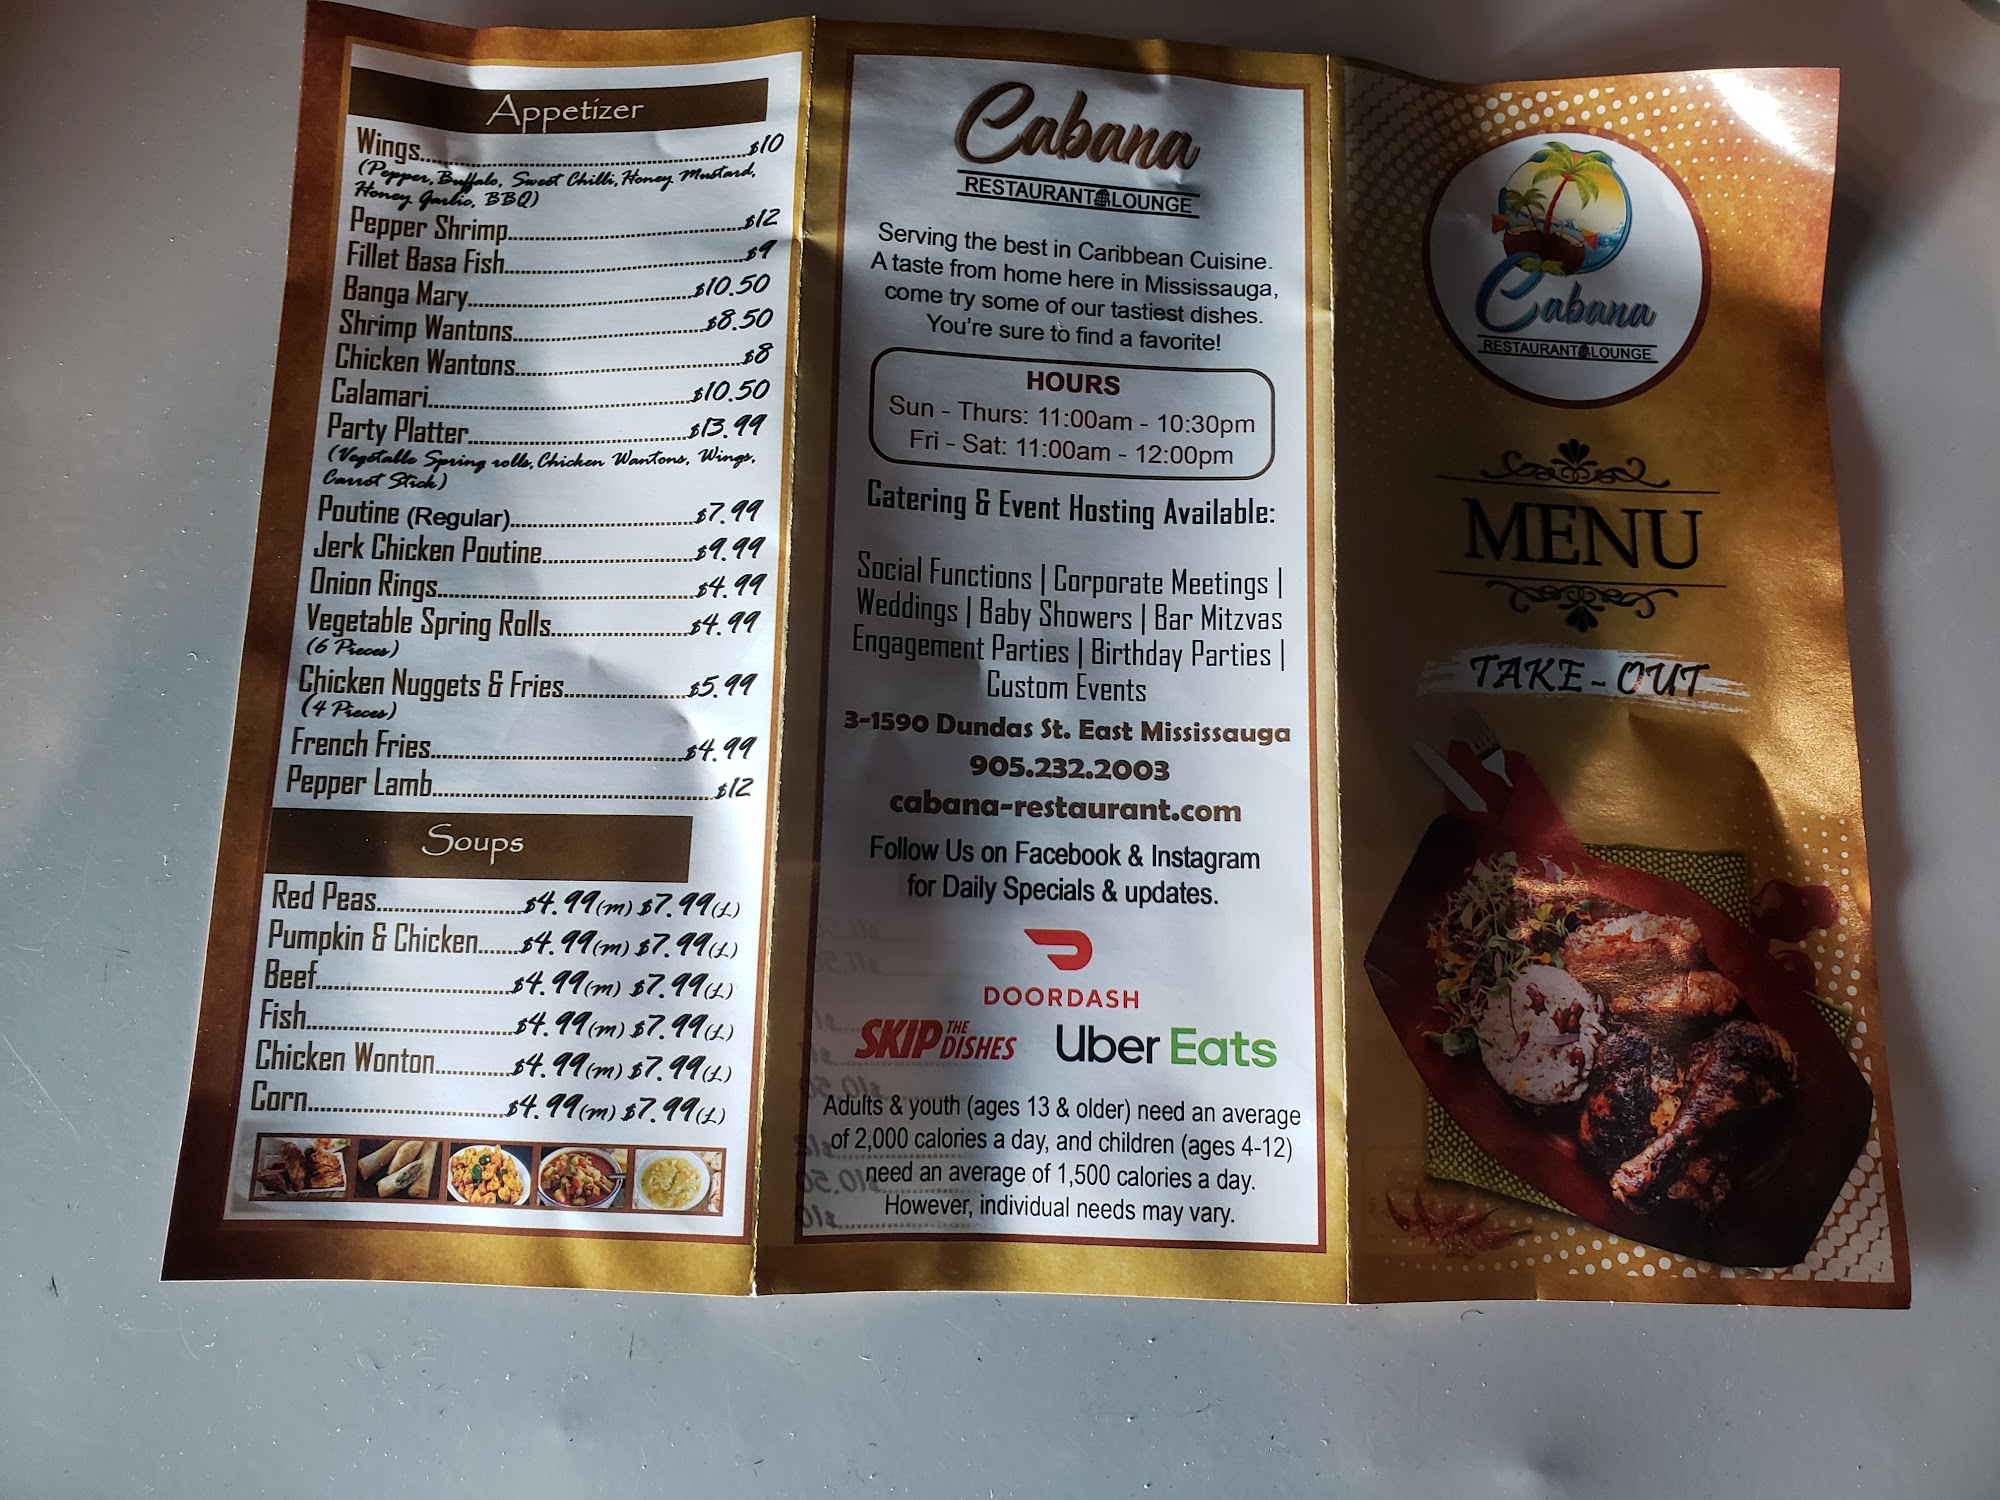 Appetizer
Wings.......$10
(Pepper, Buffalo, Sweet Chilli, Honey Mustard,
Honey Garlic, BBQ)
Pepper Shrimp.......$12
Fillet Basa Fish.......$9
Banga Mary.......$10.50
Shrimp Wantons.......$8.50
Chicken Wantons.......$8
Calamari.......$10.50
Party Platter.......$13.99
(Vegetable Spring rolls, Chicken Wantons, Wings,
Carrot Stick)
Poutine (Regular).......$7.99
Jerk Chicken Poutine.......$9.99
Onion Rings.......$4.99
Vegetable Spring Rolls.......$4.99
(6 Pieces)
Chicken Nuggets & Fries.......$5.99
(4 Pieces)
French Fries.......$4.99
Pepper Lamb.......$12
Soups
Red Peas.......$4.99(m) $7.99(L)
Pumpkin & Chicken.......$4.99(m) $7.99(L)
Beef.......$4.99(m) $7.99(L)
Fish.......$4.99(m) $7.99(L)
Chicken Wonton.......$4.99(m) $7.99(L)
Corn.......$4.99(m) $7.99(L)
Cabana
RESTAURANT LOUNGE
Serving the best in Caribbean Cuisine.
A taste from home here in Mississauga,
come try some of our tastiest dishes.
You're sure to find a favorite!
HOURS
Sun - Thurs: 11:00am - 10:30pm
Fri - Sat: 11:00am - 12:00pm
Catering & Event Hosting Available:
Social Functions | Corporate Meetings |
Weddings | Baby Showers | Bar Mitzvas
Engagement Parties | Birthday Parties |
Custom Events
3-1590 Dundas St. East Mississauga
905.232.2003
cabana-restaurant.com
Follow Us on Facebook & Instagram
for Daily Specials & updates.
DOORDASH
SKIP THE DISHES
Uber Eats
Adults & youth (ages 13 & older) need an average
of 2,000 calories a day, and children (ages 4-12)
need an average of 1,500 calories a day.
However, individual needs may vary.
Cabana
RESTAURANT LOUNGE
MENU
TAKE-OUT